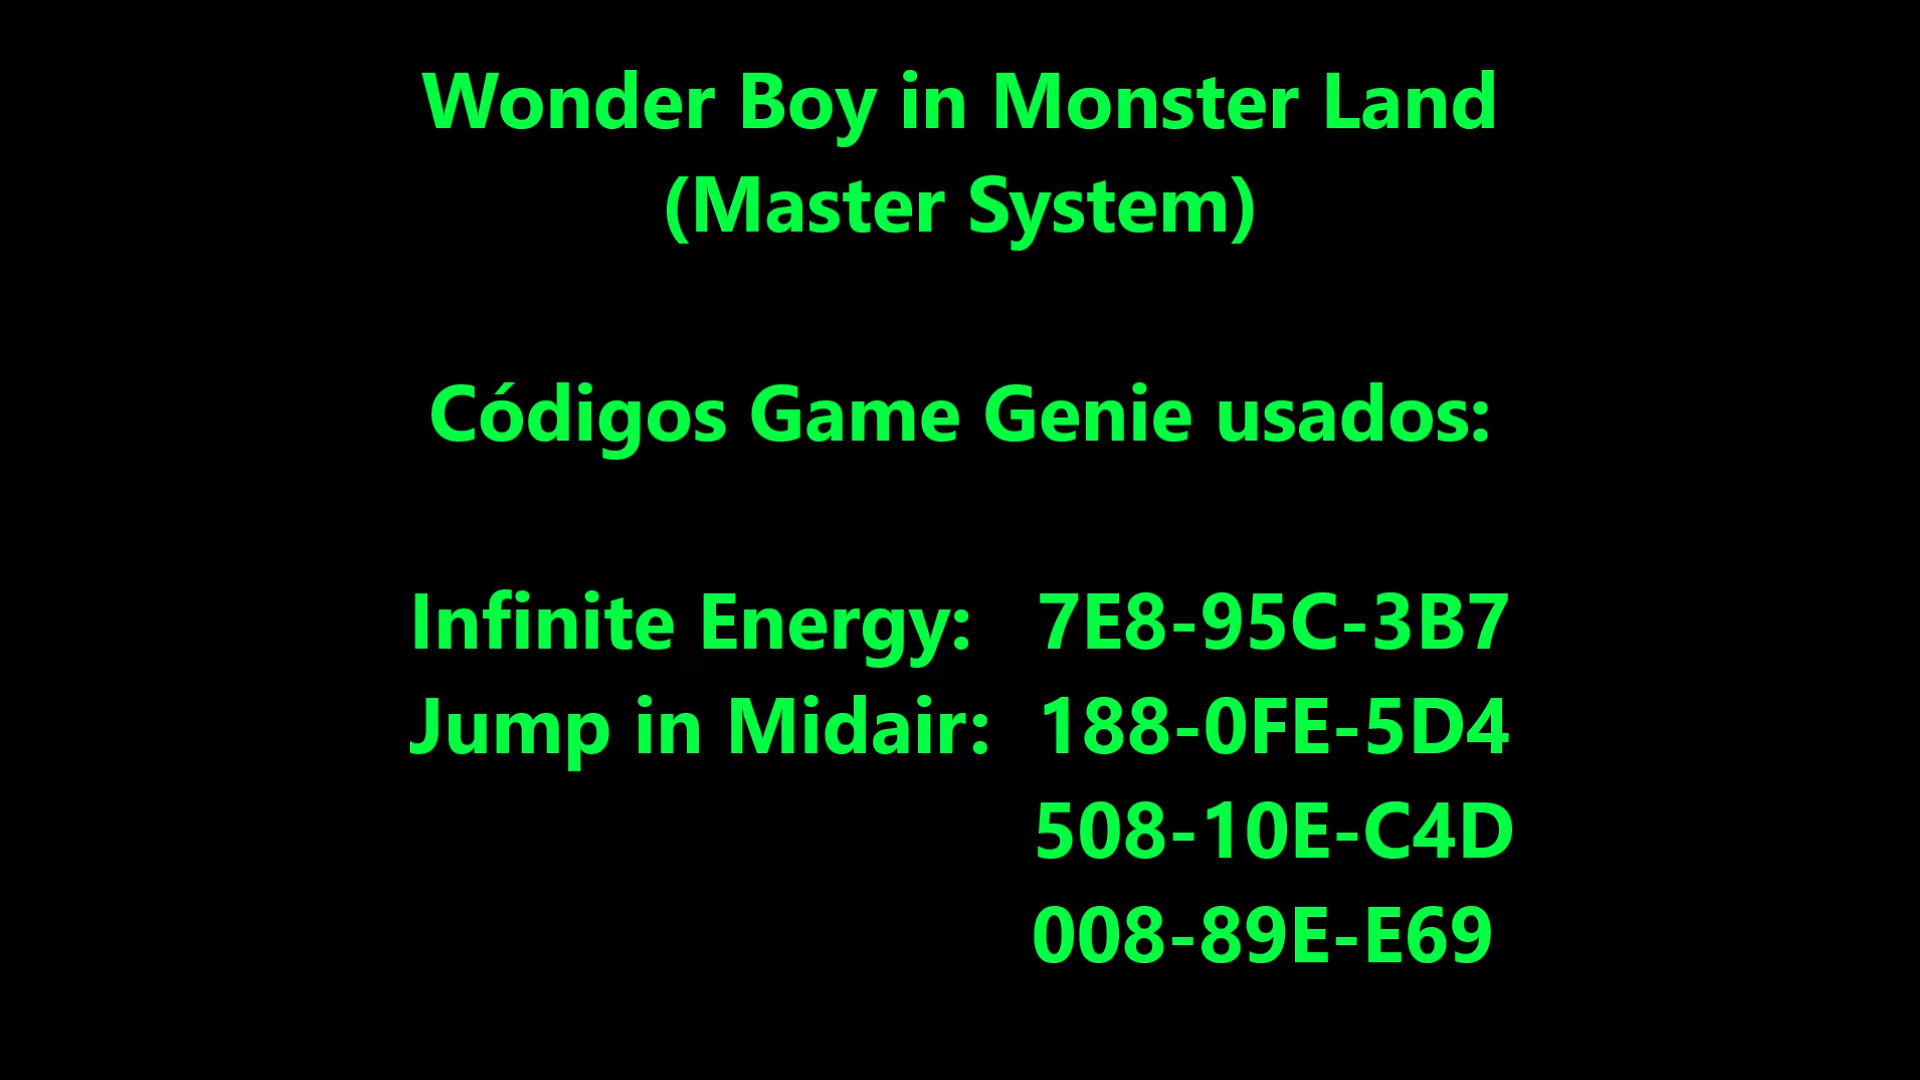 Wonder Boy in Monster Land
(Master System)
Códigos Game Genie usados:
Infinite Energy: 7E8-95C-3B7
Jump in Midair: 188-0FE-5D4
508-10E-C4D
008-89E-E69